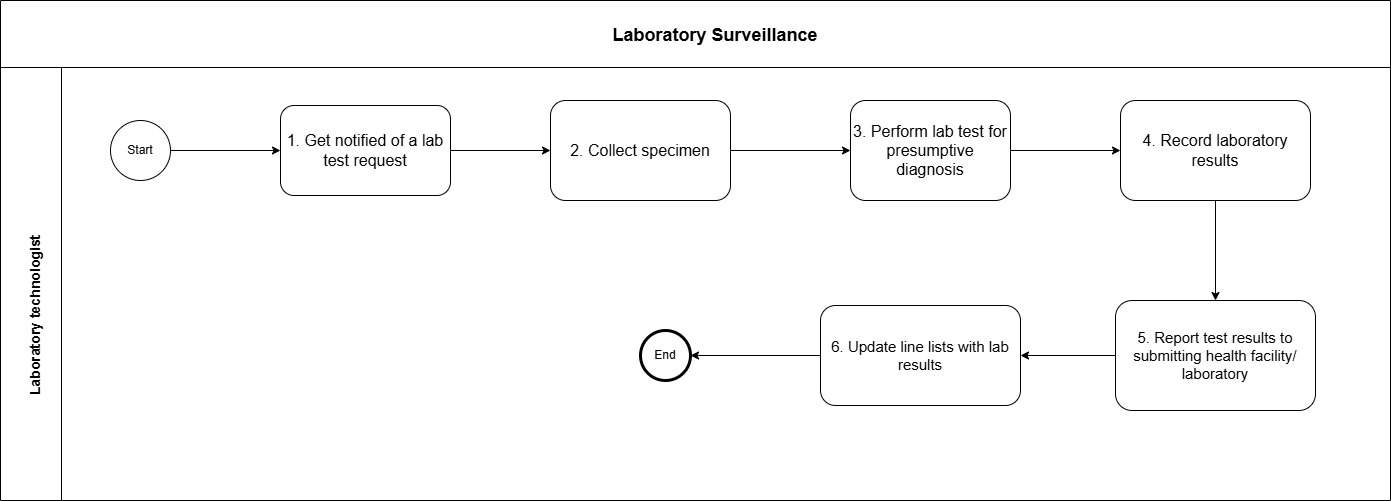 Laboratory Surveillance
Laboratory technologist
Start
1. Get notified of a lab
test request
2. Collect specimen
3. Perform lab test for
presumptive
diagnosis
4. Record laboratory
results
5. Report test results to
submitting health facility/
laboratory
6. Update line lists with lab
results
End